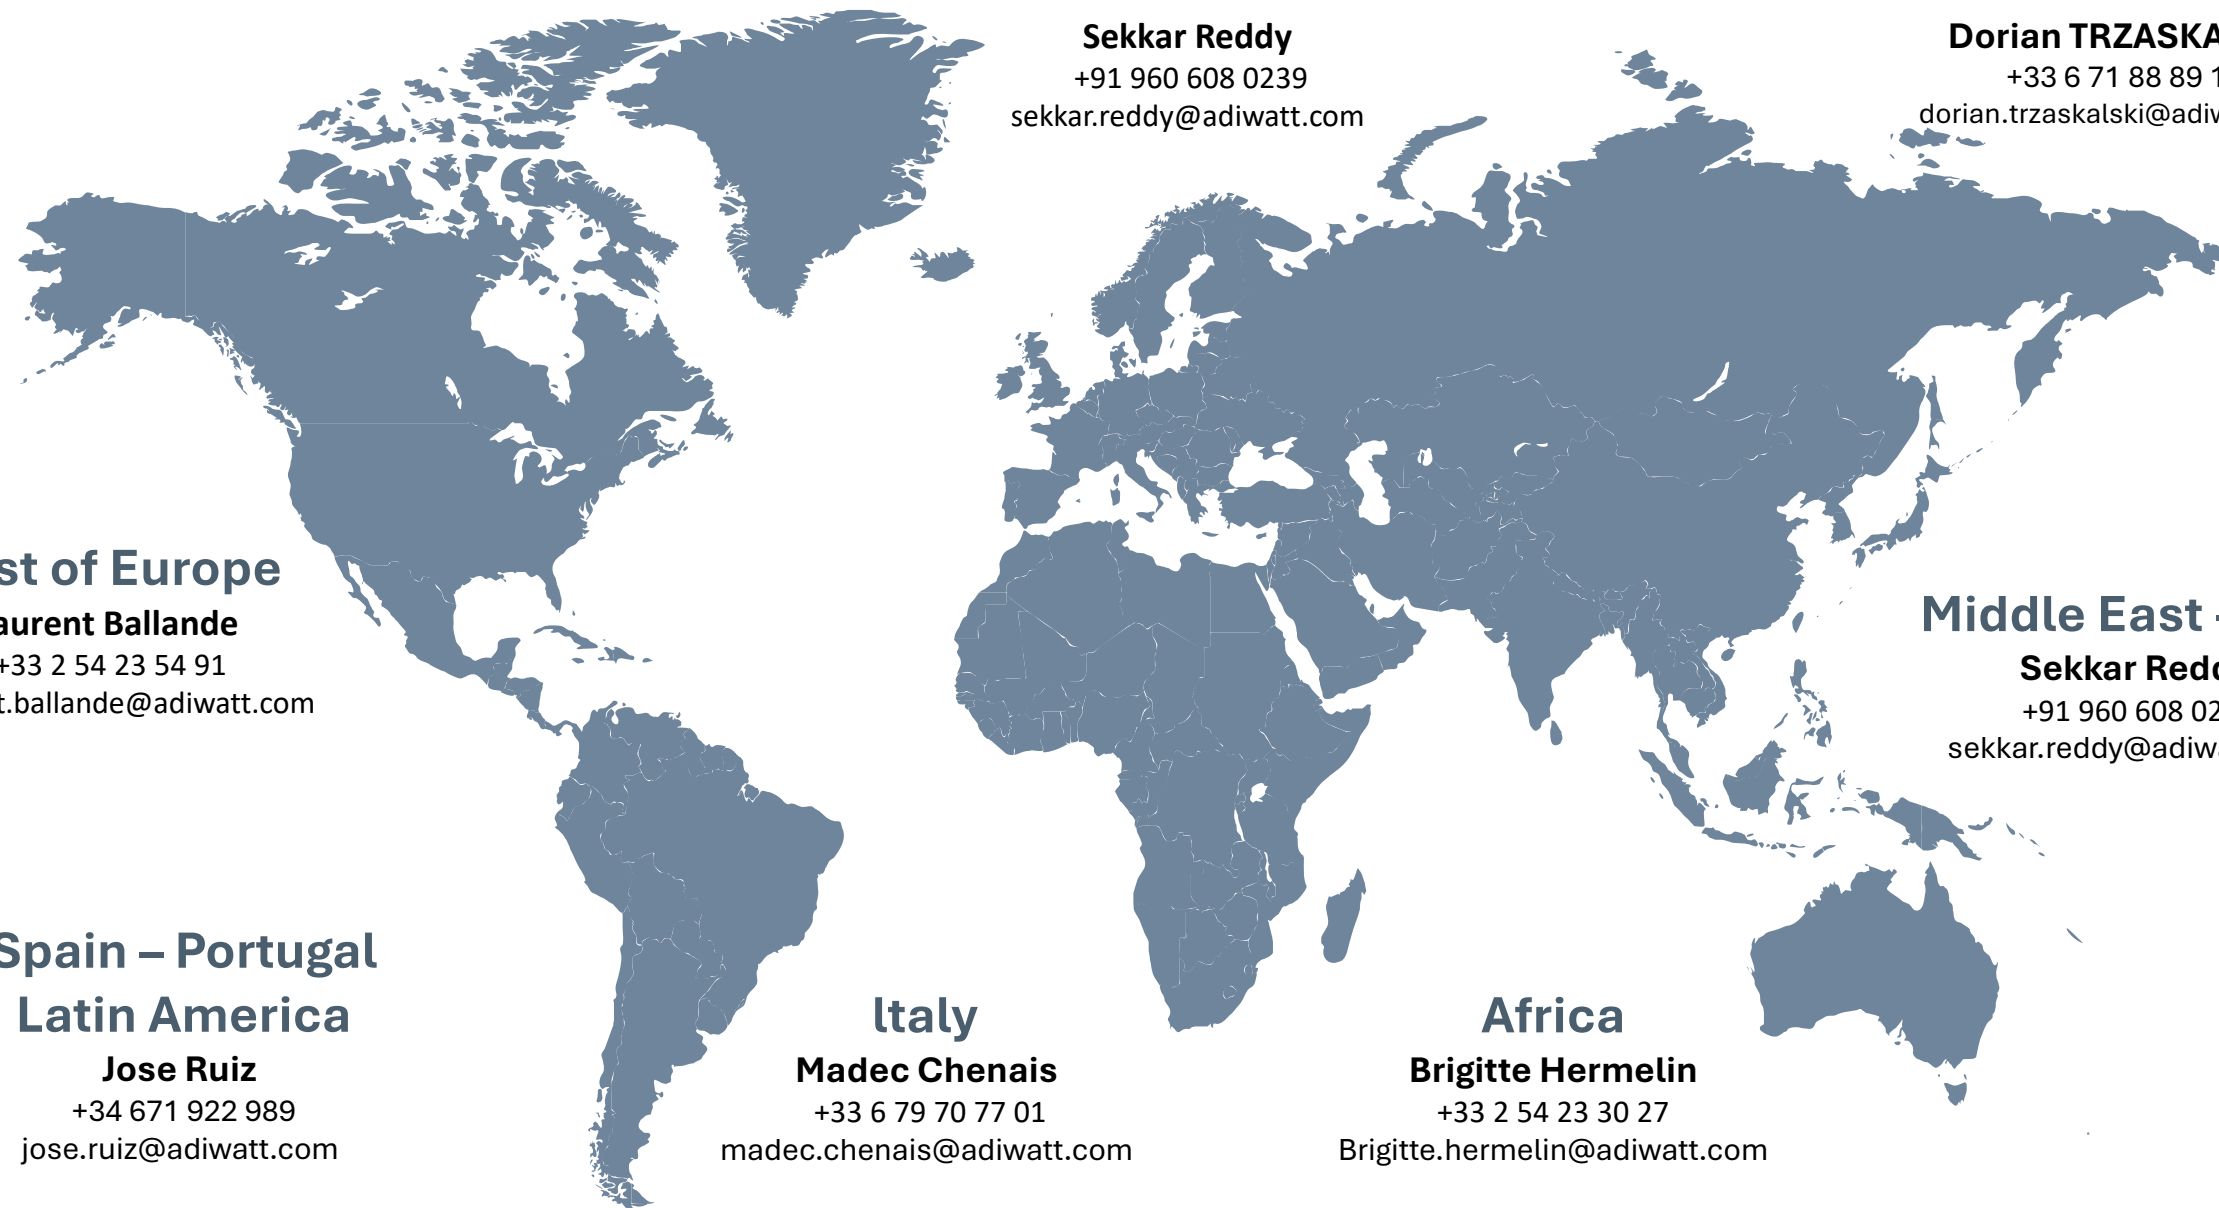 Sekkar Reddy
+91 960 608 0239
sekkar.reddy@adiwatt.com
Dorian TRZASKA
+33 6 71 88 89 1
dorian.trzaskalski@adiw
st of Europe
aurent Ballande
+33 2 54 23 54 91
t.ballande@adiwatt.com
Middle East -
Sekkar Redd
+91 960 608 02
sekkar.reddy@adiwa
Spain – Portugal
Latin America
Jose Ruiz
+34 671 922 989
jose.ruiz@adiwatt.com
Italy
Madec Chenais
+33 6 79 70 77 01
madec.chenais@adiwatt.com
Africa
Brigitte Hermelin
+33 2 54 23 30 27
Brigitte.hermelin@adiwatt.com